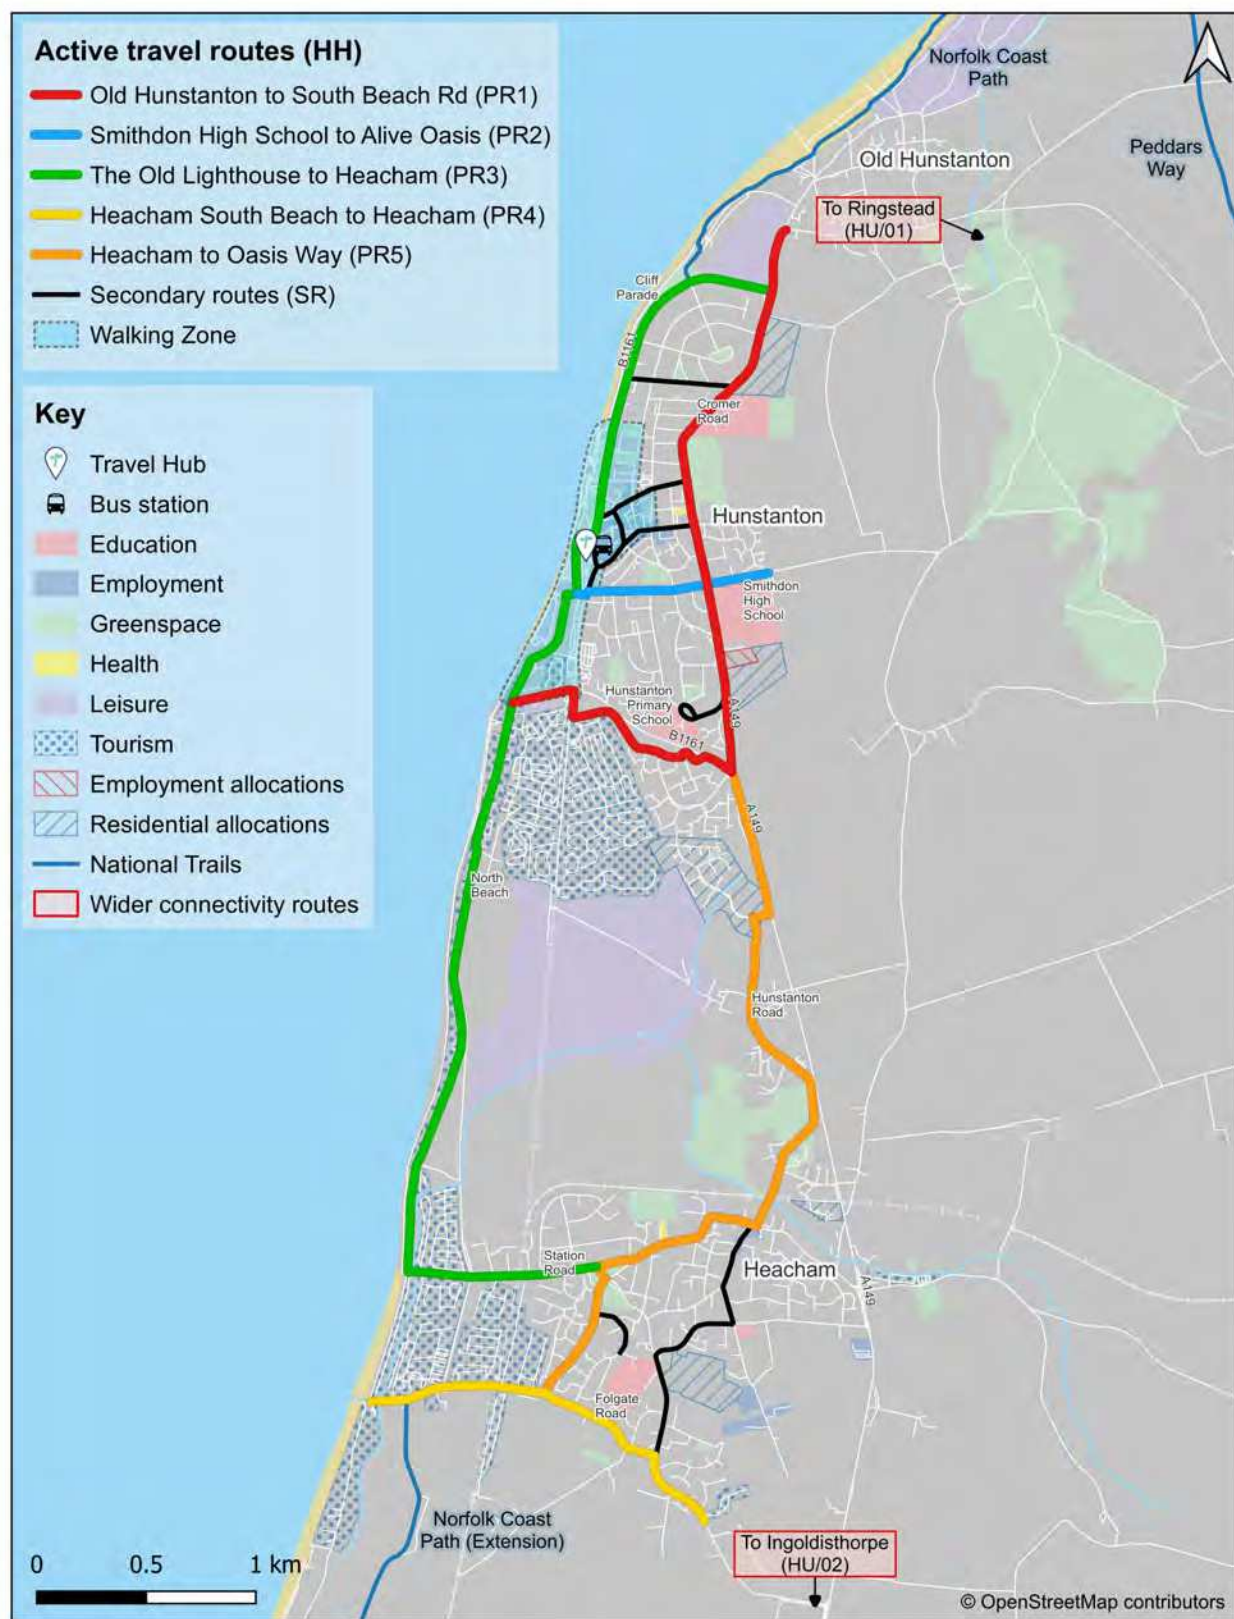 Active travel routes (HH)
Old Hunstanton to South Beach Rd (PR1)
Smithdon High School to Alive Oasis (PR2)
The Old Lighthouse to Heacham (PR3)
Heacham South Beach to Heacham (PR4)
Heacham to Oasis Way (PR5)
Secondary routes (SR)
Walking Zone
Key
Travel Hub
Bus station
Education
Employment
Greenspace
Health
Leisure
Tourism
Employment allocations
Residential allocations
National Trails
Wider connectivity routes
Norfolk Coast
Path
Peddars
Way
Old Hunstanton
To Ringstead
(HU/01)
Cliff
Parade
B1161
Cromer
Road
Hunstanton
Smithdon
High
School
Hunstanton
Primary
School
A149
B1161
A149
North
Beach
Hunstanton
Road
Station
Road
Heacham
A149
Folgate
Road
Norfolk Coast
Path (Extension)
To Ingoldisthorpe
(HU/02)
0 0.5 1 km
© OpenStreetMap contributors